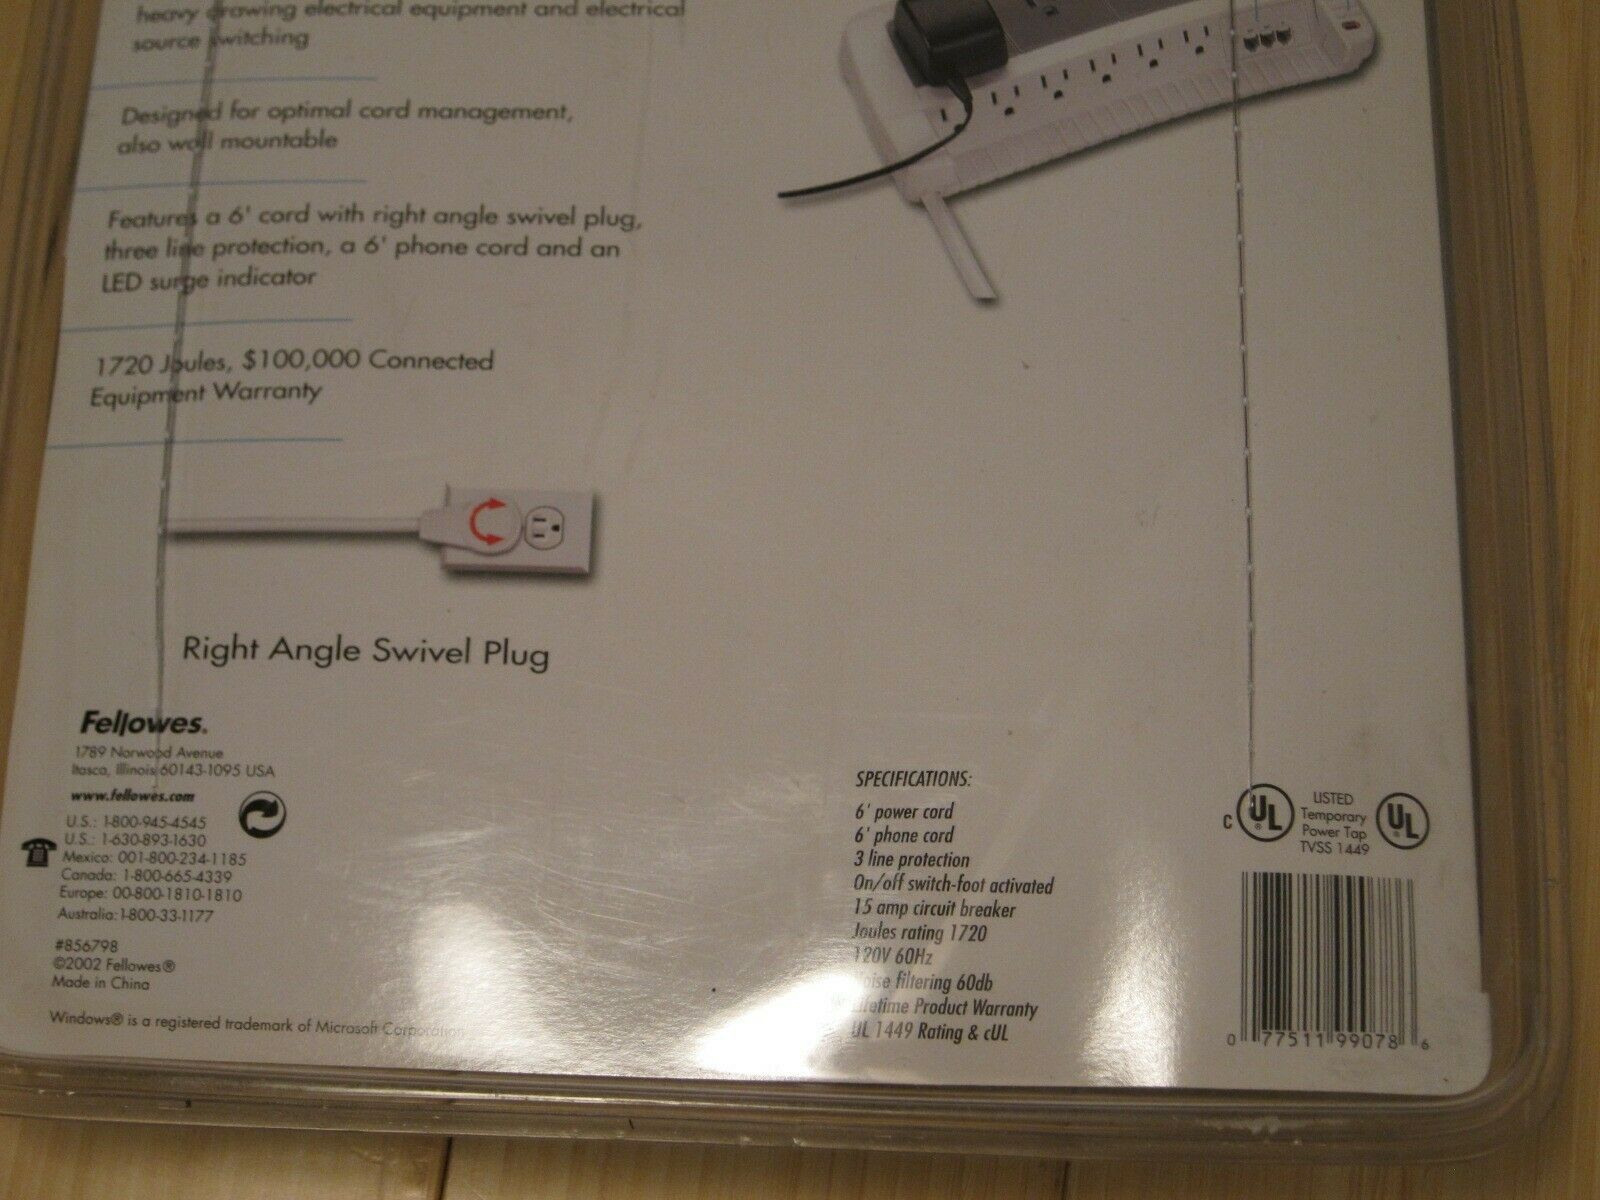 heavy drawing electrical equipment and electrical
source switching
Designed for optimal cord management,
also wall mountable
Features a 6' cord with right angle swivel plug,
three line protection, a 6' phone cord and an
LED surge indicator
1720 Joules, $100,000 Connected
Equipment Warranty
Right Angle Swivel Plug
Fellowes.
1789 Norwood Avenue
Itasca, Illinois 60143-1095 USA
www.fellowes.com
U.S.: 1-800-945-4545
U.S.: 1-630-893-1630
Mexico: 001-800-234-1185
Canada: 1-800-665-4339
Europe: 00-800-1810-1810
Australia: 1-800-33-1177
#856798
©2002 Fellowes®
Made in China
Windows® is a registered trademark of Microsoft Corporation
SPECIFICATIONS:
6' power cord
6' phone cord
3 line protection
On/off switch-foot activated
15 amp circuit breaker
Joules rating 1720
120V 60Hz
Noise filtering 60db
Lifetime Product Warranty
UL 1449 Rating & cUL
C UL ®
LISTED
Temporary
Power Tap
TVSS 1449
UL ®
0 77511 99078 6